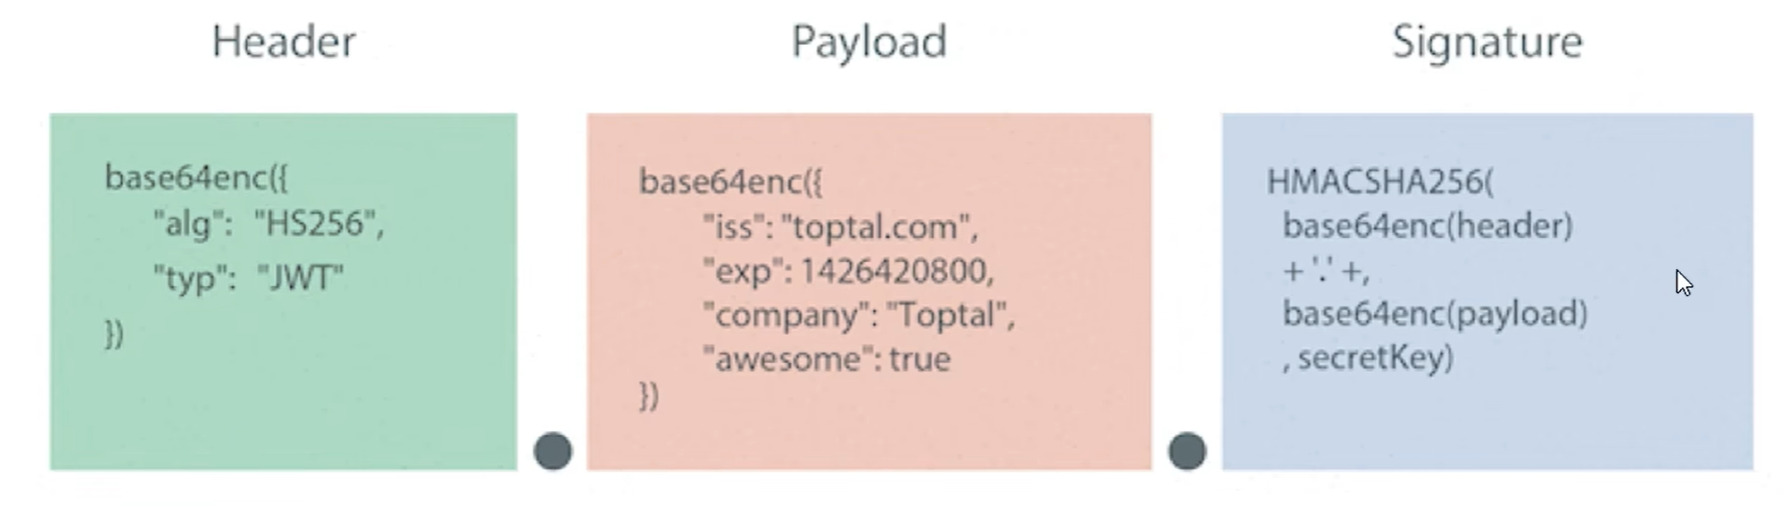 Header
Payload
Signature
base64enc({
"alg": "HS256",
"typ": "JWT"
})
base64enc({
"iss": "toptal.com",
"exp": 1426420800,
"company": "Toptal",
"awesome": true
})
HMACSHA256(
base64enc(header)
+ '.' +,
base64enc(payload)
, secretKey)